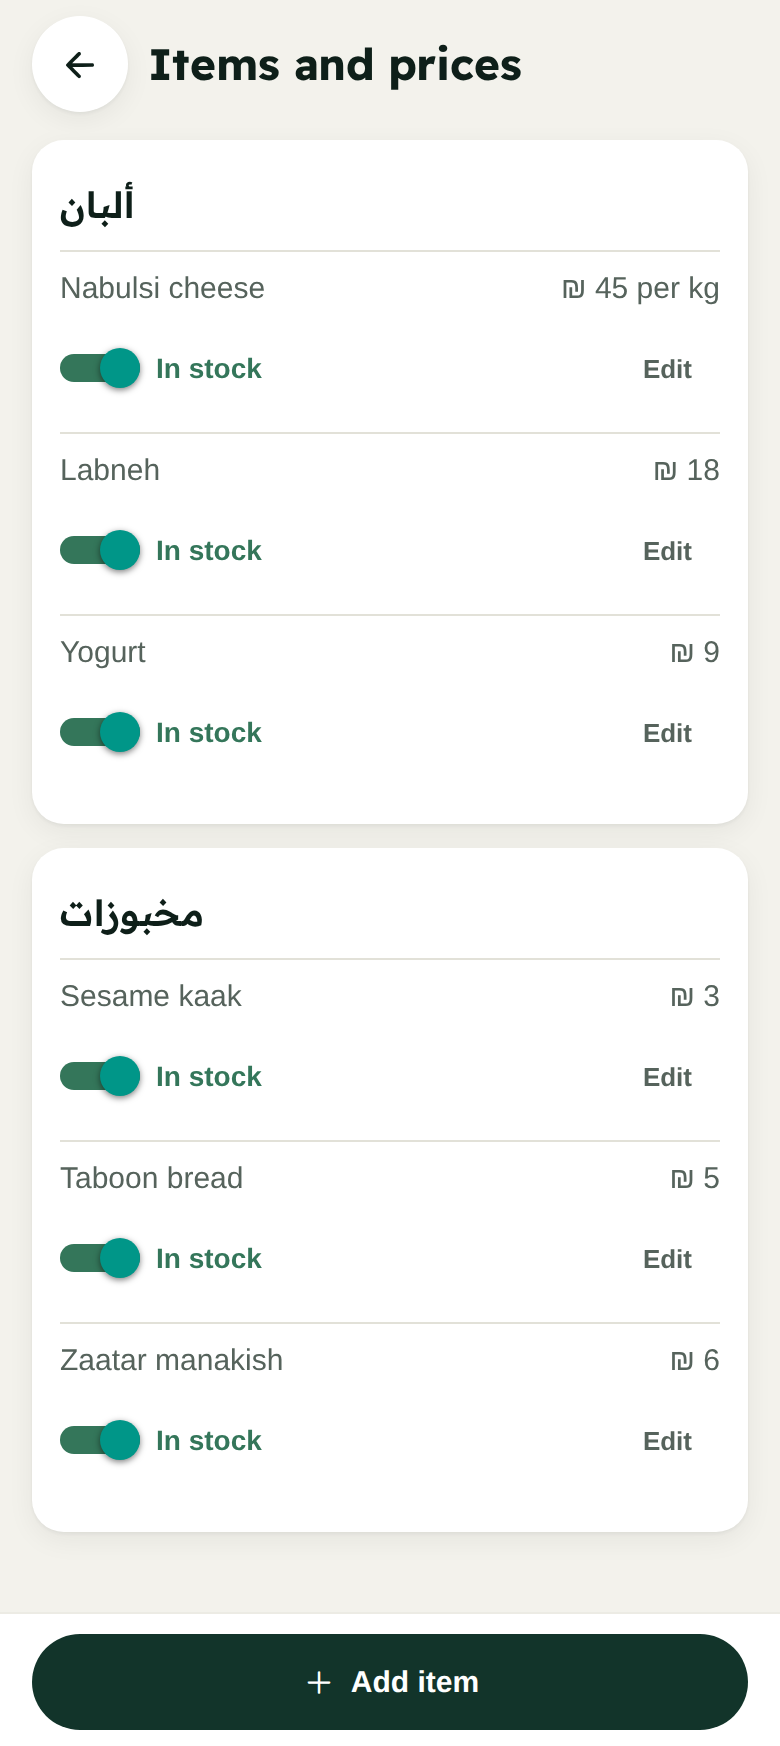 Items and prices
ألبان
Nabulsi cheese ₪ 45 per kg
In stock Edit
Labneh ₪ 18
In stock Edit
Yogurt ₪ 9
In stock Edit
مخبوزات
Sesame kaak ₪ 3
In stock Edit
Taboon bread ₪ 5
In stock Edit
Zaatar manakish ₪ 6
In stock Edit
+ Add item